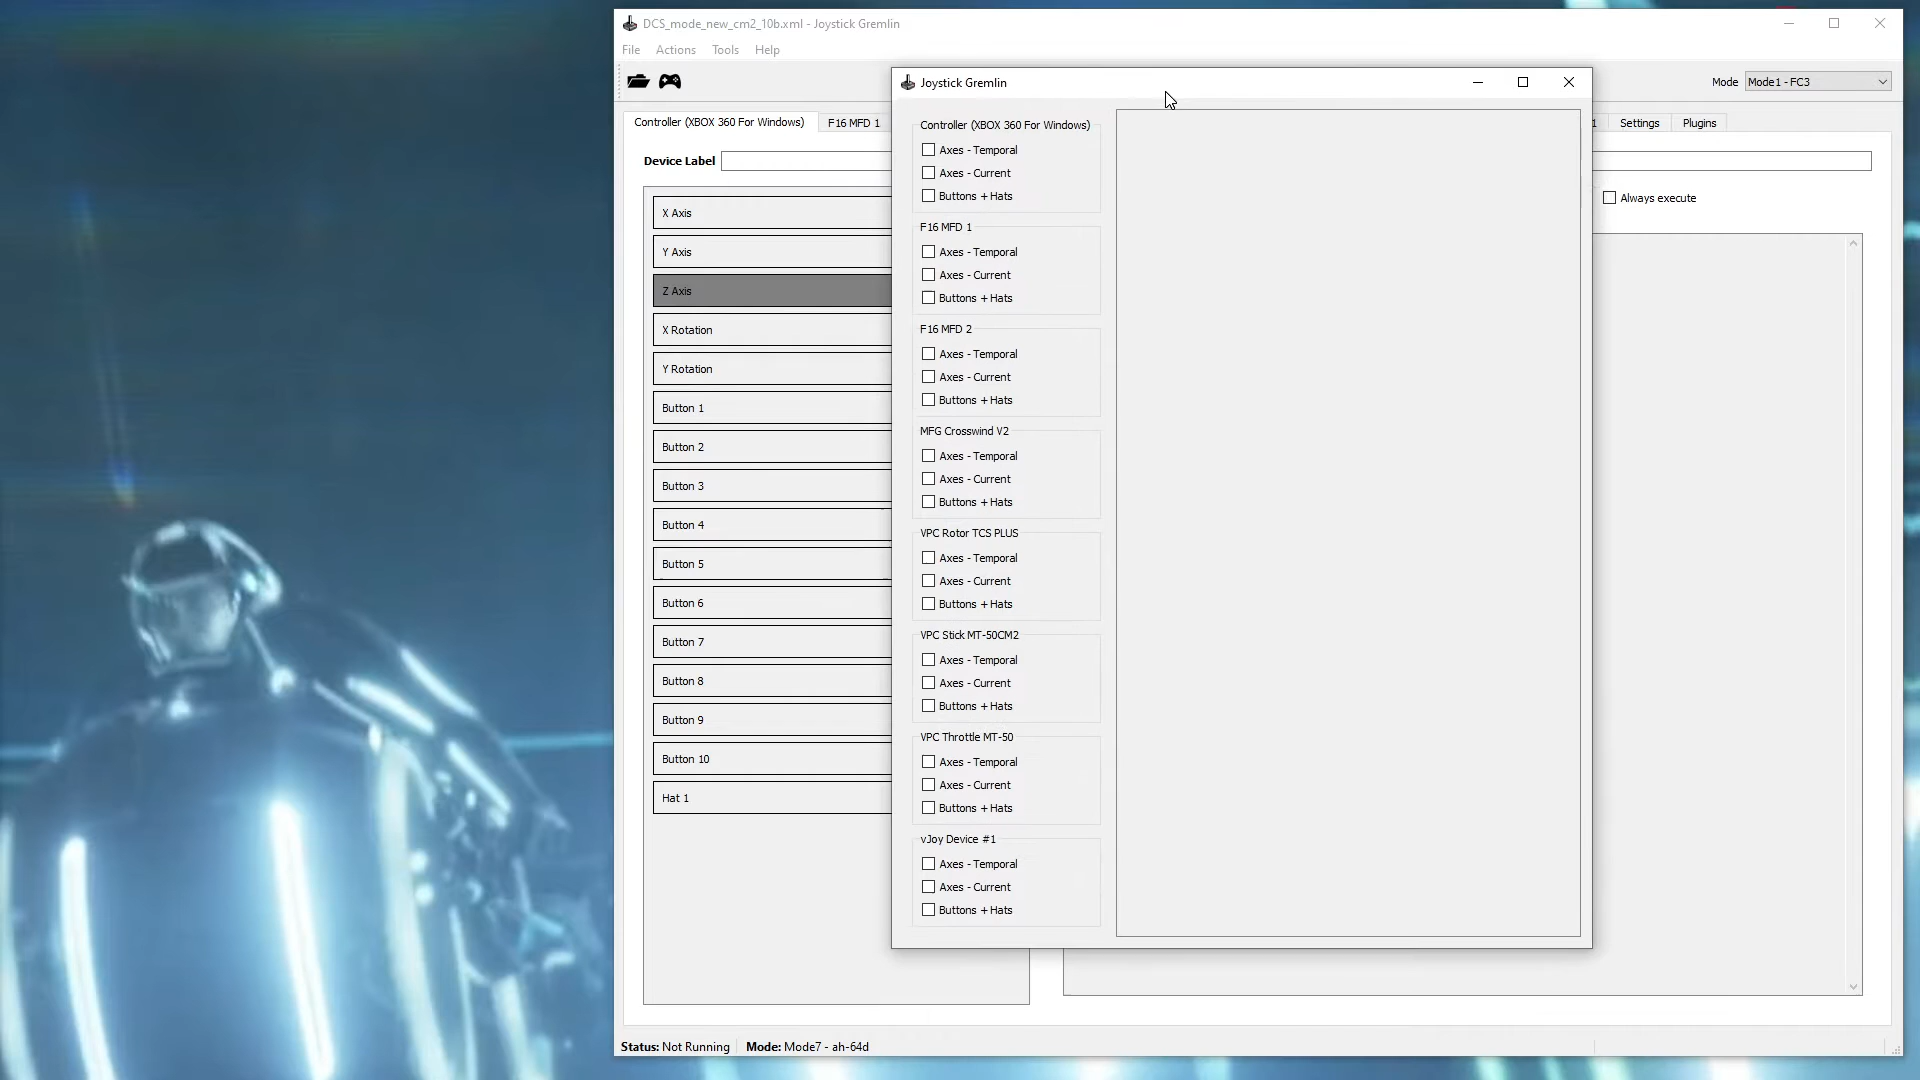 DCS_mode_new_cm2_10b.xml - Joystick Gremlin
File Actions Tools Help
Mode Mode1 - FC3
Controller (XBOX 360 For Windows) F16 MFD 1 1 Settings Plugins
Device Label
Always execute
X Axis
Y Axis
Z Axis
X Rotation
Y Rotation
Button 1
Button 2
Button 3
Button 4
Button 5
Button 6
Button 7
Button 8
Button 9
Button 10
Hat 1
Joystick Gremlin
Controller (XBOX 360 For Windows)
Axes - Temporal
Axes - Current
Buttons + Hats
F16 MFD 1
Axes - Temporal
Axes - Current
Buttons + Hats
F16 MFD 2
Axes - Temporal
Axes - Current
Buttons + Hats
MFG Crosswind V2
Axes - Temporal
Axes - Current
Buttons + Hats
VPC Rotor TCS PLUS
Axes - Temporal
Axes - Current
Buttons + Hats
VPC Stick MT-50CM2
Axes - Temporal
Axes - Current
Buttons + Hats
VPC Throttle MT-50
Axes - Temporal
Axes - Current
Buttons + Hats
vJoy Device #1
Axes - Temporal
Axes - Current
Buttons + Hats
Status: Not Running Mode: Mode7 - ah-64d